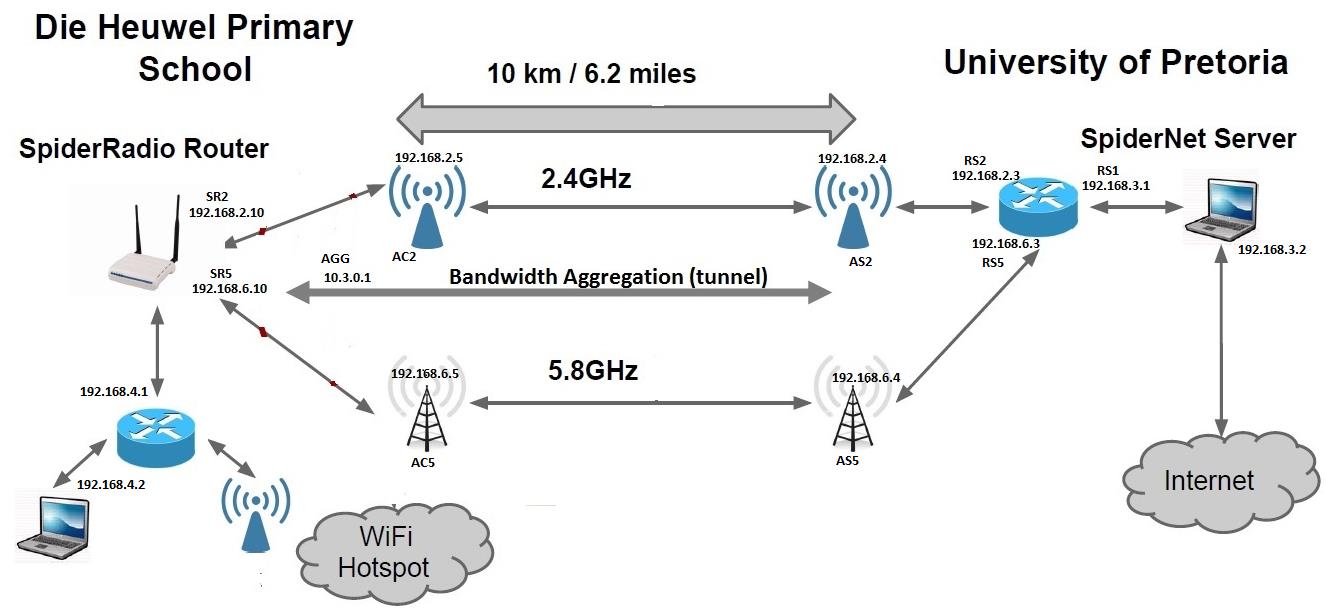 Die Heuwel Primary
School
10 km / 6.2 miles
University of Pretoria
SpiderRadio Router
SpiderNet Server
192.168.2.5
192.168.2.4
RS2
192.168.2.3
RS1
192.168.3.1
2.4GHz
SR2
192.168.2.10
AC2
AS2
192.168.6.3
RS5
192.168.3.2
AGG
10.3.0.1
Bandwidth Aggregation (tunnel)
SR5
192.168.6.10
192.168.6.5
5.8GHz
192.168.6.4
192.168.4.1
AC5
AS5
192.168.4.2
WiFi
Hotspot
Internet